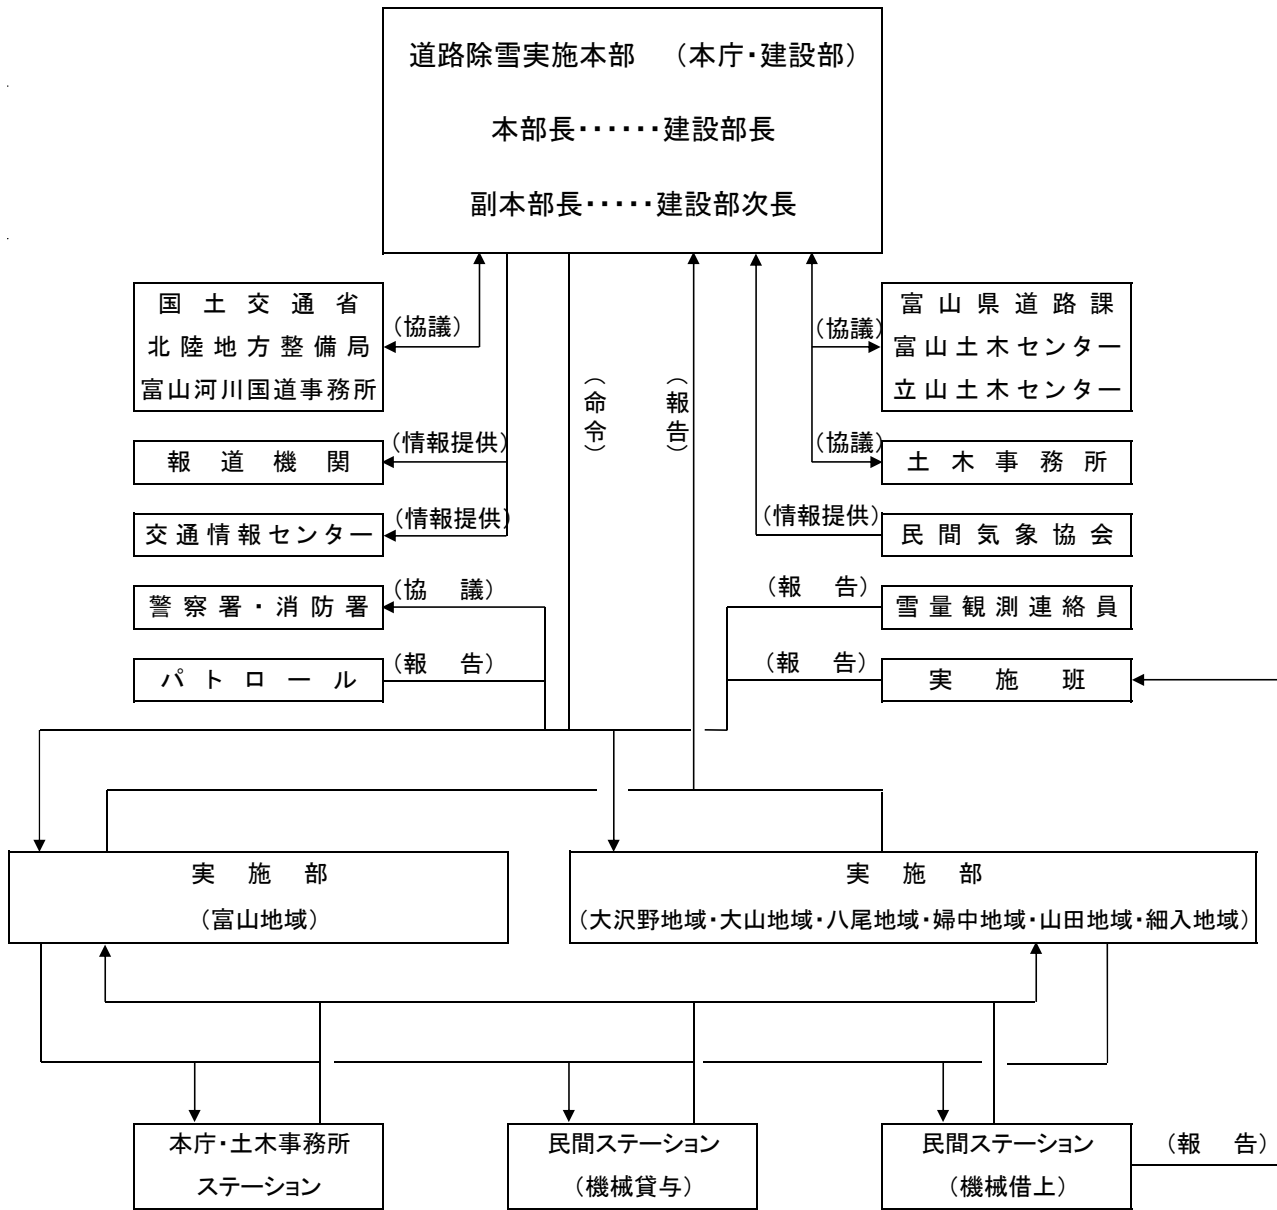 道路除雪実施本部　（本庁・建設部）
本部長・・・・・・建設部長
副本部長・・・・・建設部次長
国土交通省
北陸地方整備局
富山河川国道事務所
（協議）
（協議）
富山県道路課
富山土木センター
立山土木センター
（命令）
（報告）
報道機関
（情報提供）
（協議）
土木事務所
交通情報センター
（情報提供）
（情報提供）
民間気象協会
警察署・消防署
（協　議）
（報　告）
雪量観測連絡員
パトロール
（報　告）
（報　告）
実施班
実　施　部
（富山地域）
実　施　部
（大沢野地域・大山地域・八尾地域・婦中地域・山田地域・細入地域）
本庁・土木事務所
ステーション
民間ステーション
（機械貸与）
民間ステーション
（機械借上）
（報　告）